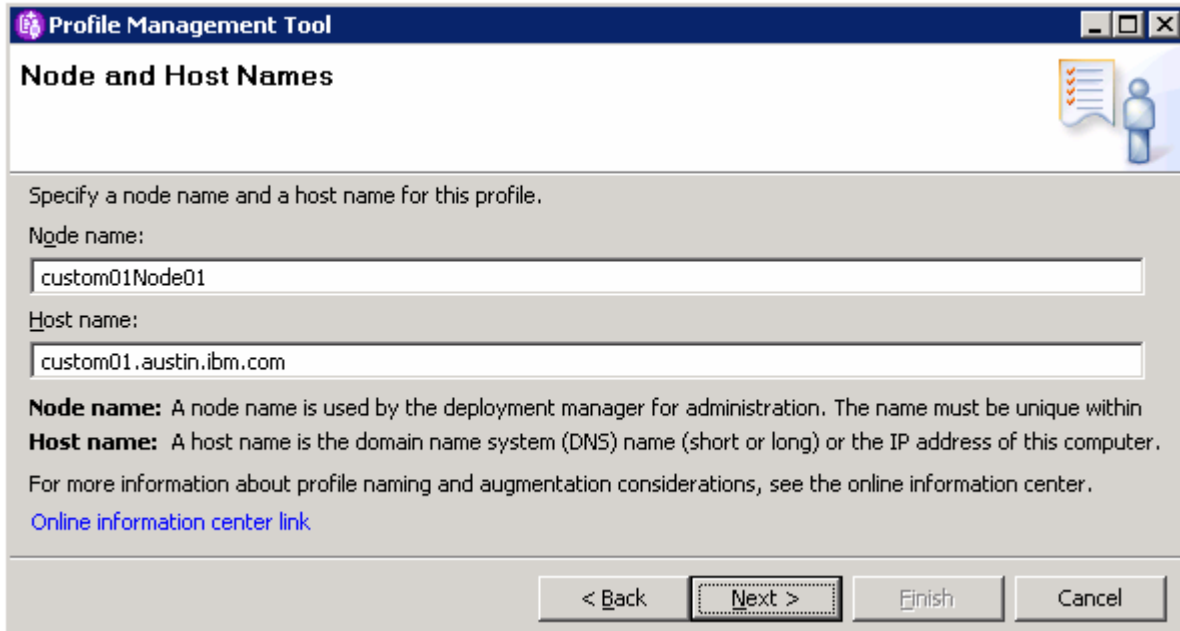 Profile Management Tool
Node and Host Names
Specify a node name and a host name for this profile.
Node name:
custom01Node01
Host name:
custom01.austin.ibm.com
Node name: A node name is used by the deployment manager for administration. The name must be unique within
Host name: A host name is the domain name system (DNS) name (short or long) or the IP address of this computer.
For more information about profile naming and augmentation considerations, see the online information center.
Online information center link
< Back Next > Finish Cancel